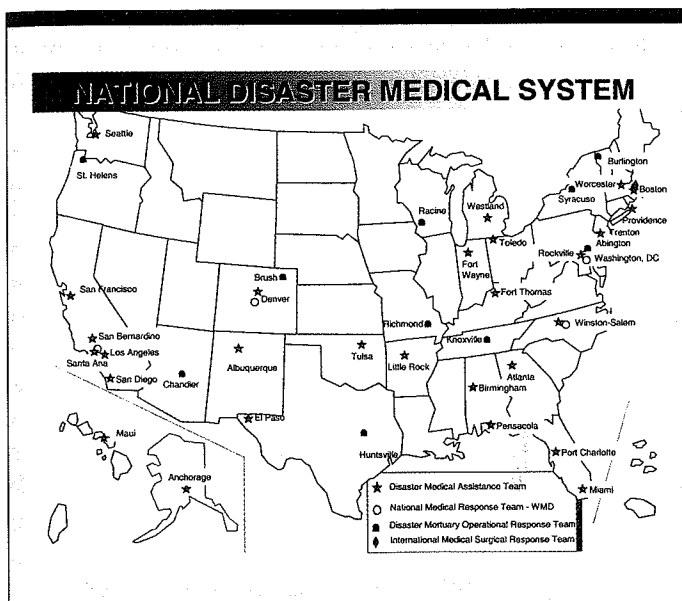 NATIONAL DISASTER MEDICAL SYSTEM
Seattle
St. Helens
Burlington
Worcester
Boston
Syracuso
Providence
Trenton
Abington
Rockville
Washington, DC
Racine
Westland
Toledo
Fort
Wayne
Fort Thomas
Brush
Denver
San Francisco
San Bernardino
Los Angeles
Santa Ana
San Diego
Chandler
Albuquerque
Richmond
Knoxville
Winston-Salem
Tulsa
Little Rock
Atlanta
Birmingham
El Paso
Huntsville
Pensacola
Port Charlotte
Miami
Maui
Anchorage
Disaster Medical Assistance Team
National Medical Response Team - WMD
Disaster Mortuary Operational Response Team
International Medical Surgical Response Team